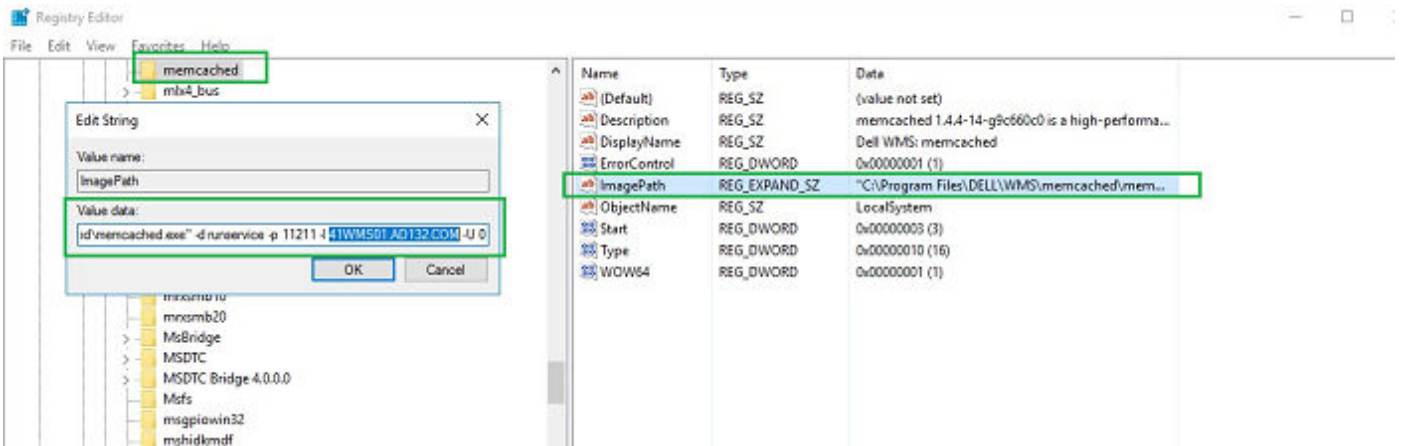 Registry Editor
File Edit View Favorites Help
memcached
mlx4_bus
Edit String
Value name:
ImagePath
Value data:
ed\memcached.exe" -d runservice -p 11211 -l 41WMS01.AD132.COM -U 0
OK Cancel
mrxsmb10
mrxsmb20
MsBridge
MSDTC
MSDTC Bridge 4.0.0.0
Msfs
msgpiowin32
mshidkmdf
Name Type Data
(Default) REG_SZ (value not set)
Description REG_SZ memcached 1.4.4-14-g9c660c0 is a high-performa...
DisplayName REG_SZ Dell WMS: memcached
ErrorControl REG_DWORD 0x00000001 (1)
ImagePath REG_EXPAND_SZ "C:\Program Files\DELL\WMS\memcached\mem...
ObjectName REG_SZ LocalSystem
Start REG_DWORD 0x00000003 (3)
Type REG_DWORD 0x00000010 (16)
WOW64 REG_DWORD 0x00000001 (1)